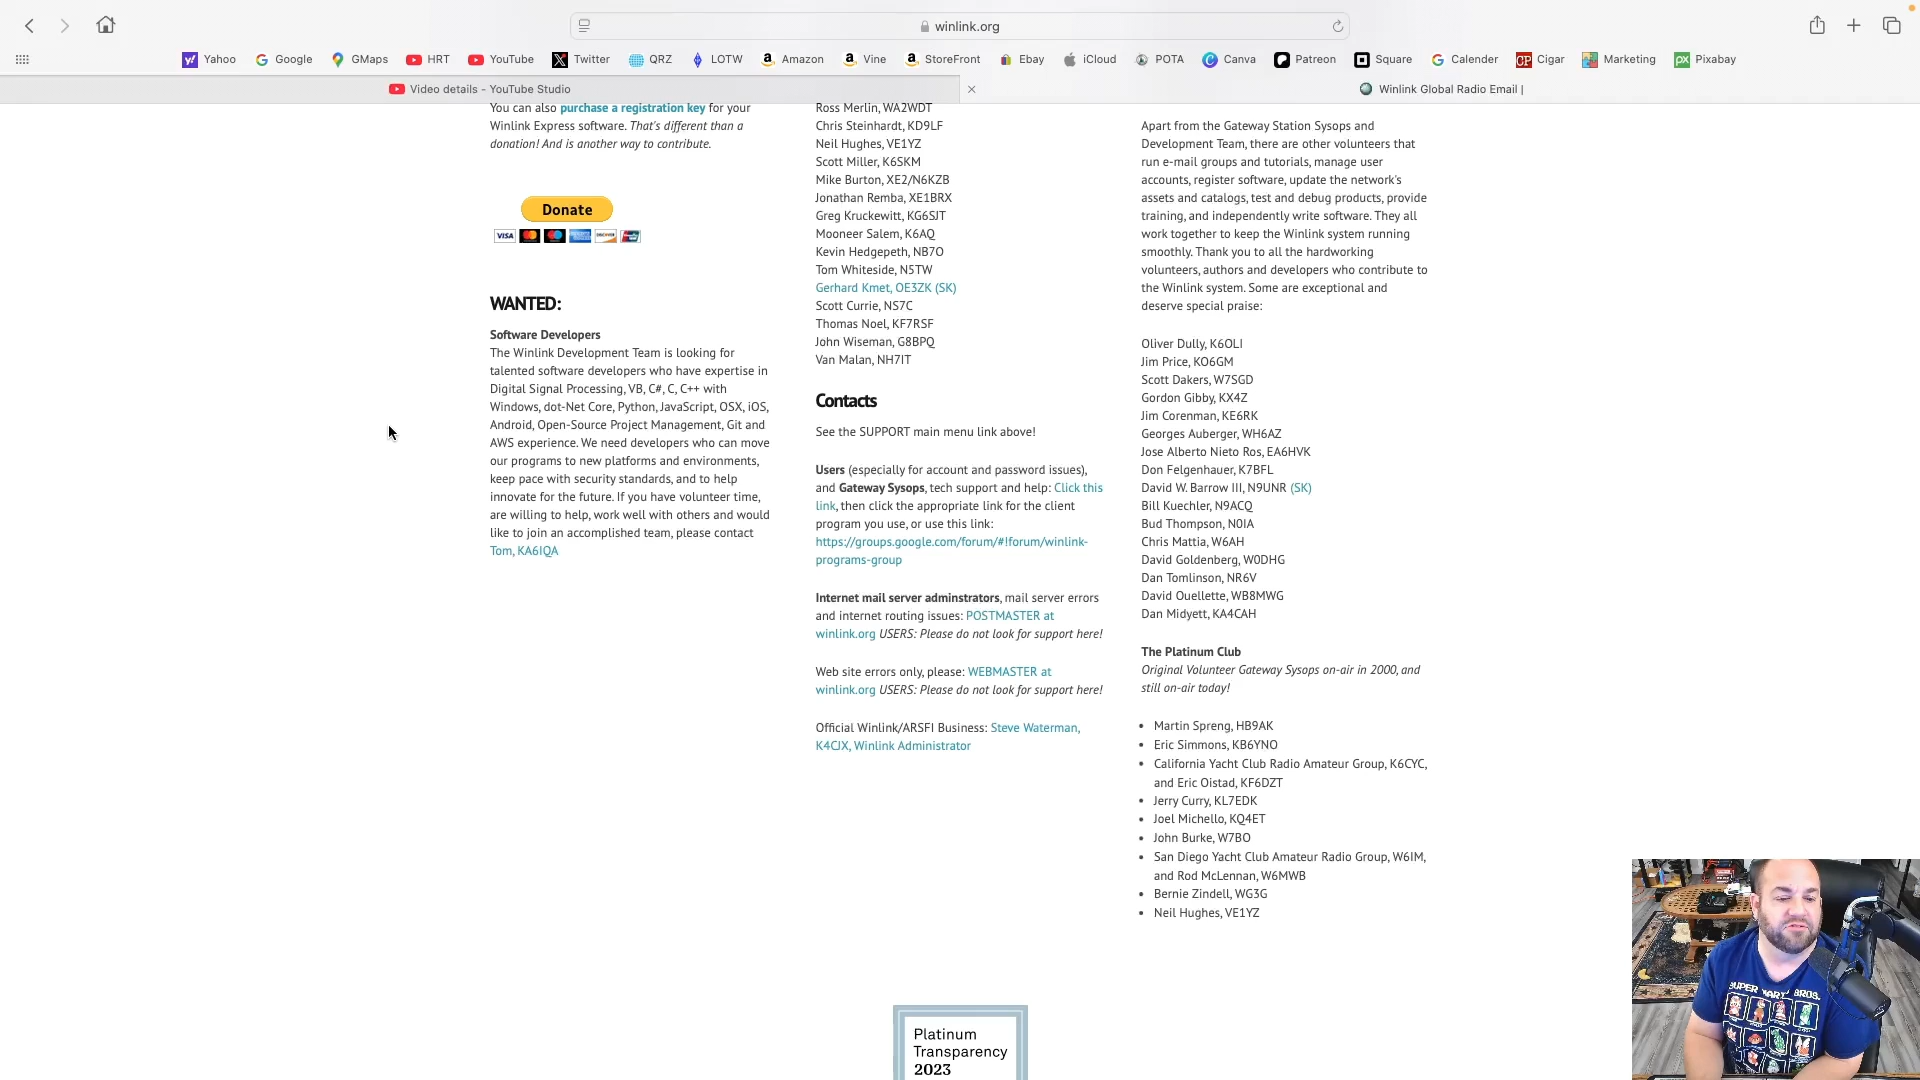 winlink.org
Yahoo
Google
GMaps
HRT
YouTube
Twitter
QRZ
LOTW
Amazon
Vine
StoreFront
Ebay
iCloud
POTA
Canva
Patreon
Square
Calender
Cigar
Marketing
Pixabay
Video details - YouTube Studio
Winlink Global Radio Email |
You can also purchase a registration key for your
Winlink Express software. That's different than a
donation! And is another way to contribute.
Donate
VISA
WANTED:
Software Developers
The Winlink Development Team is looking for
talented software developers who have expertise in
Digital Signal Processing, VB, C#, C, C++ with
Windows, dot-Net Core, Python, JavaScript, OSX, iOS,
Android, Open-Source Project Management, Git and
AWS experience. We need developers who can move
our programs to new platforms and environments,
keep pace with security standards, and to help
innovate for the future. If you have volunteer time,
are willing to help, work well with others and would
like to join an accomplished team, please contact
Tom, KA6IQA
Ross Merlin, WA2WDT
Chris Steinhardt, KD9LF
Neil Hughes, VE1YZ
Scott Miller, K6SKM
Mike Burton, XE2/N6KZB
Jonathan Remba, XE1BRX
Greg Kruckewitt, KG6SJT
Mooneer Salem, K6AQ
Kevin Hedgepeth, NB7O
Tom Whiteside, N5TW
Gerhard Kmet, OE3ZK (SK)
Scott Currie, NS7C
Thomas Noel, KF7RSF
John Wiseman, G8BPQ
Van Malan, NH7IT
Contacts
See the SUPPORT main menu link above!
Users (especially for account and password issues),
and Gateway Sysops, tech support and help: Click this
link, then click the appropriate link for the client
program you use, or use this link:
https://groups.google.com/forum/#!forum/winlink-
programs-group
Internet mail server adminstrators, mail server errors
and internet routing issues: POSTMASTER at
winlink.org USERS: Please do not look for support here!
Web site errors only, please: WEBMASTER at
winlink.org USERS: Please do not look for support here!
Official Winlink/ARSFI Business: Steve Waterman,
K4CJX, Winlink Administrator
Apart from the Gateway Station Sysops and
Development Team, there are other volunteers that
run e-mail groups and tutorials, manage user
accounts, register software, update the network's
assets and catalogs, test and debug products, provide
training, and independently write software. They all
work together to keep the Winlink system running
smoothly. Thank you to all the hardworking
volunteers, authors and developers who contribute to
the Winlink system. Some are exceptional and
deserve special praise:
Oliver Dully, K6OLI
Jim Price, KO6GM
Scott Dakers, W7SGD
Gordon Gibby, KX4Z
Jim Corenman, KE6RK
Georges Auberger, WH6AZ
Jose Alberto Nieto Ros, EA6HVK
Don Felgenhauer, K7BFL
David W. Barrow III, N9UNR (SK)
Bill Kuechler, N9ACQ
Bud Thompson, N0IA
Chris Mattia, W6AH
David Goldenberg, W0DHG
Dan Tomlinson, NR6V
David Ouellette, WB8MWG
Dan Midyett, KA4CAH
The Platinum Club
Original Volunteer Gateway Sysops on-air in 2000, and
still on-air today!
• Martin Spreng, HB9AK
• Eric Simmons, KB6YNO
• California Yacht Club Radio Amateur Group, K6CYC,
and Eric Oistad, KF6DZT
• Jerry Curry, KL7EDK
• Joel Michello, KQ4ET
• John Burke, W7BO
• San Diego Yacht Club Amateur Radio Group, W6IM,
and Rod McLennan, W6MWB
• Bernie Zindell, WG3G
• Neil Hughes, VE1YZ
Platinum
Transparency
2023